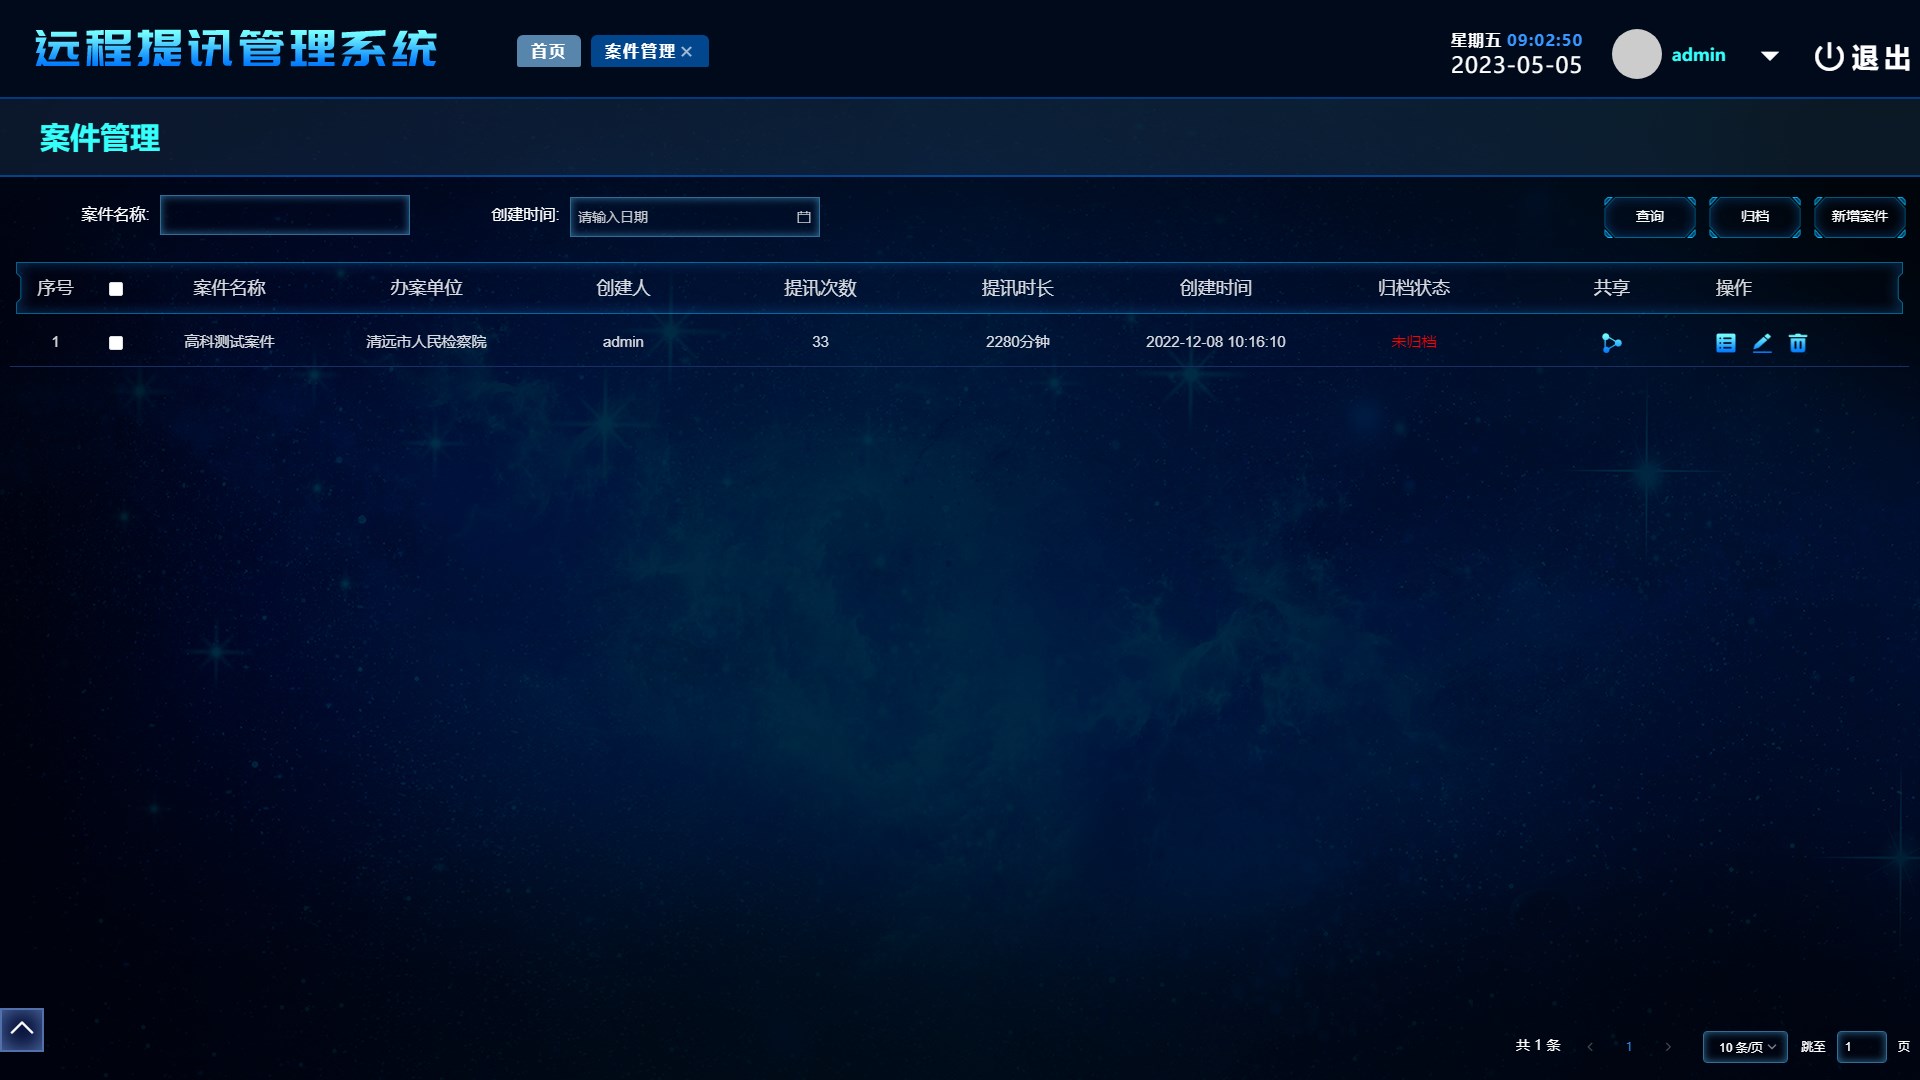 远程提讯管理系统
首页 案件管理 ×
星期五 09:02:50
2023-05-05
admin
退出
案件管理
案件名称: 创建时间: 请输入日期 查询 归档 新增案件
序号 案件名称 办案单位 创建人 提讯次数 提讯时长 创建时间 归档状态 共享 操作
1 高科测试案件 清远市人民检察院 admin 33 2280分钟 2022-12-08 10:16:10 未归档
共 1 条 1 10 条/页 跳至 1 页